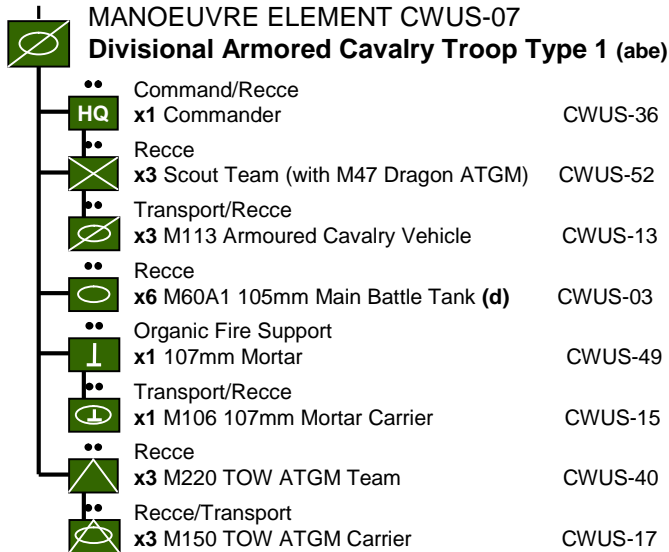 MANOEUVRE ELEMENT CWUS-07
Divisional Armored Cavalry Troop Type 1 (abe)
Command/Recce
HQ x1 Commander CWUS-36
Recce
x3 Scout Team (with M47 Dragon ATGM) CWUS-52
Transport/Recce
x3 M113 Armoured Cavalry Vehicle CWUS-13
Recce
x6 M60A1 105mm Main Battle Tank (d) CWUS-03
Organic Fire Support
x1 107mm Mortar CWUS-49
Transport/Recce
x1 M106 107mm Mortar Carrier CWUS-15
Recce
x3 M220 TOW ATGM Team CWUS-40
Recce/Transport
x3 M150 TOW ATGM Carrier CWUS-17